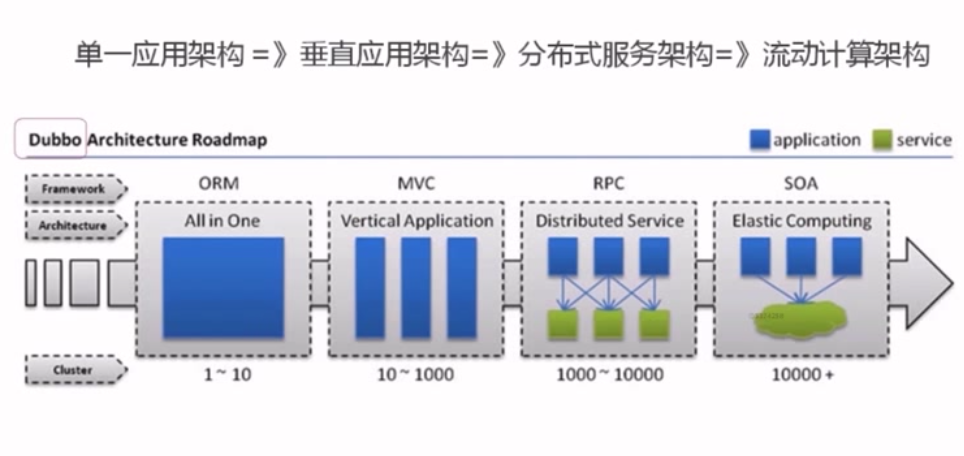 单一应用架构 =》垂直应用架构=》分布式服务架构=》流动计算架构
Dubbo Architecture Roadmap
application service
Framework ORM MVC RPC SOA
Architecture All in One Vertical Application Distributed Service Elastic Computing
Cluster 1 ~ 10 10 ~ 1000 1000 ~ 10000 10000 +